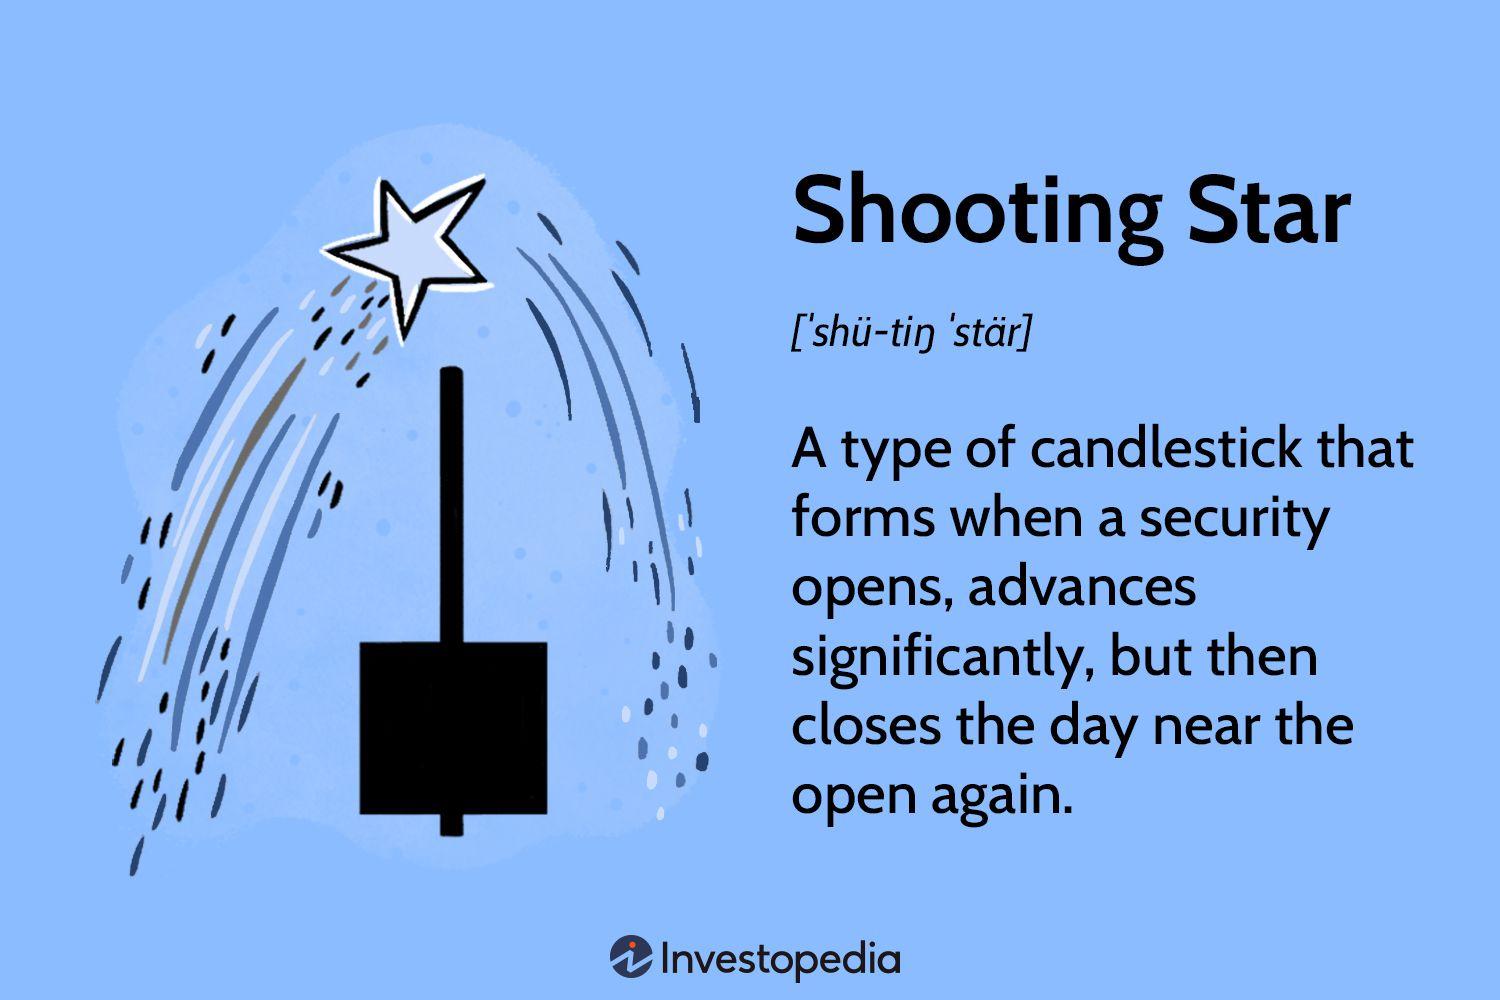 Shooting Star
[ˈshü-tiŋ ˈstär]
A type of candlestick that
forms when a security
opens, advances
significantly, but then
closes the day near the
open again.
Investopedia